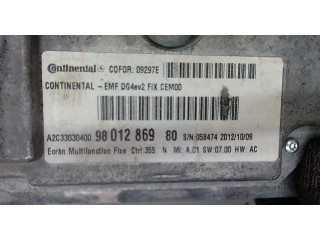 Continental COFOR: 09297E
CONTINENTAL -EMF DG4ev2 FIX CEM00
A2C33030400 98 012 869 80 S/N:059474 2012/10/09
Ecran Multifonction Fixe Ctrl:355 N MI: A.01 SW:07.00 HW: AC